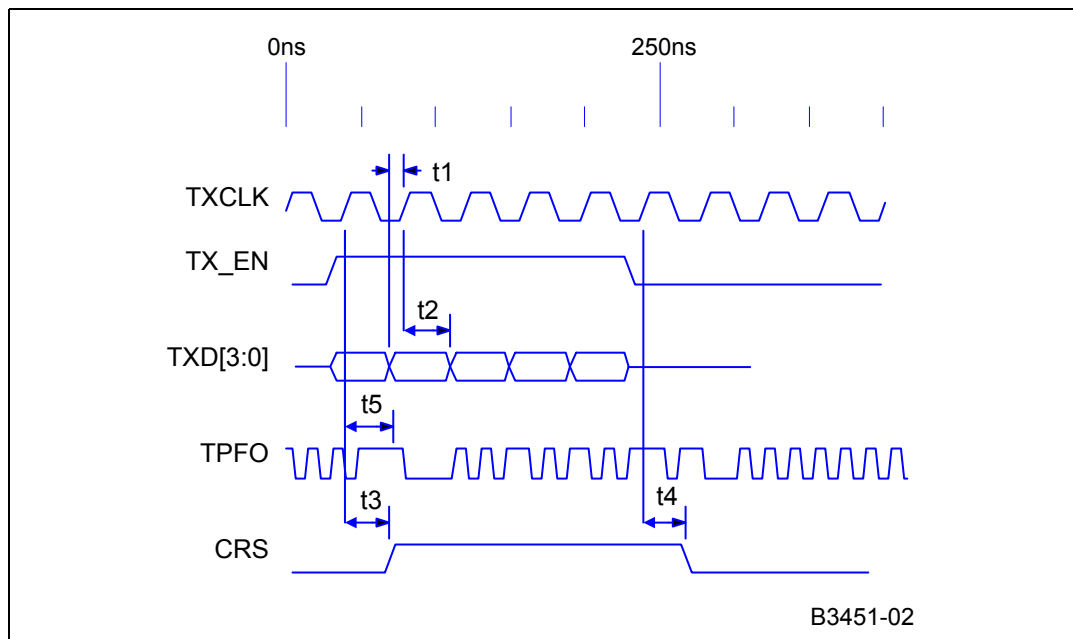 0ns 250ns
t1
TXCLK
TX_EN
t2
TXD[3:0]
t5
TPFO
t3 t4
CRS
B3451-02